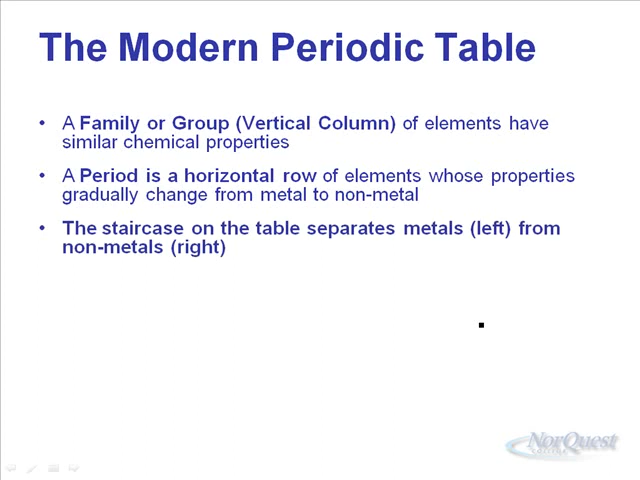 The Modern Periodic Table
• A Family or Group (Vertical Column) of elements have
similar chemical properties
• A Period is a horizontal row of elements whose properties
gradually change from metal to non-metal
• The staircase on the table separates metals (left) from
non-metals (right)
NorQuest
COLLEGE